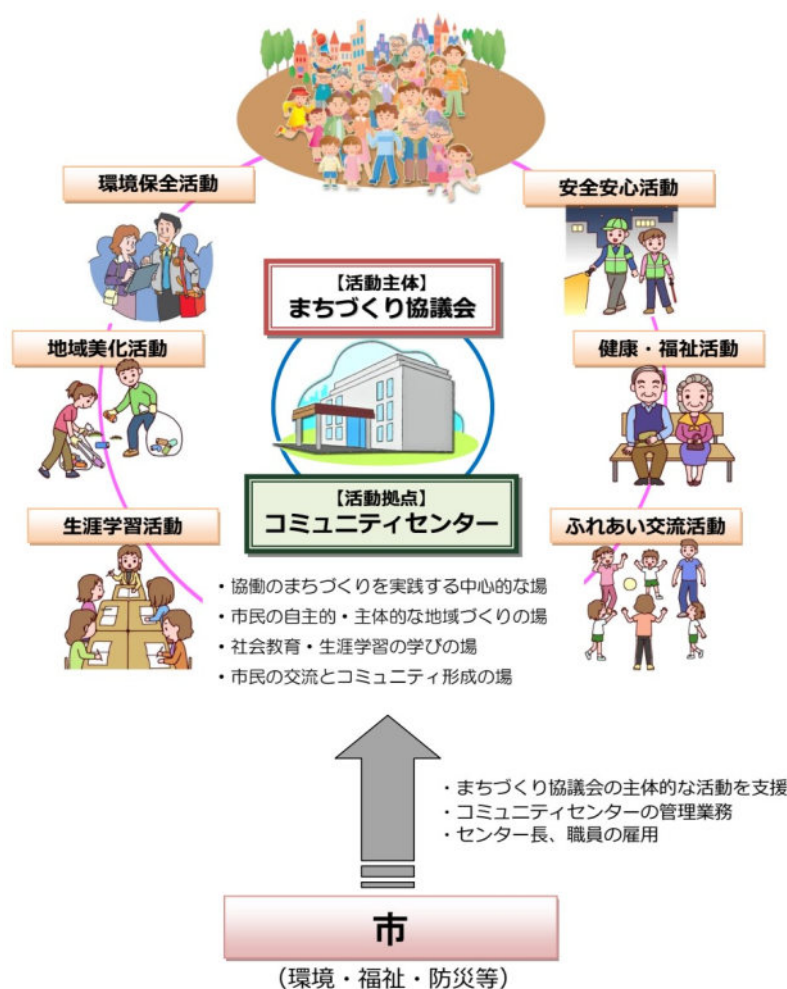 環境保全活動
安全安心活動
【活動主体】
まちづくり協議会
地域美化活動
健康・福祉活動
【活動拠点】
コミュニティセンター
生涯学習活動
ふれあい交流活動
・協働のまちづくりを実践する中心的な場
・市民の自主的・主体的な地域づくりの場
・社会教育・生涯学習の学びの場
・市民の交流とコミュニティ形成の場
・まちづくり協議会の主体的な活動を支援
・コミュニティセンターの管理業務
・センター長、職員の雇用
市
（環境・福祉・防災等）